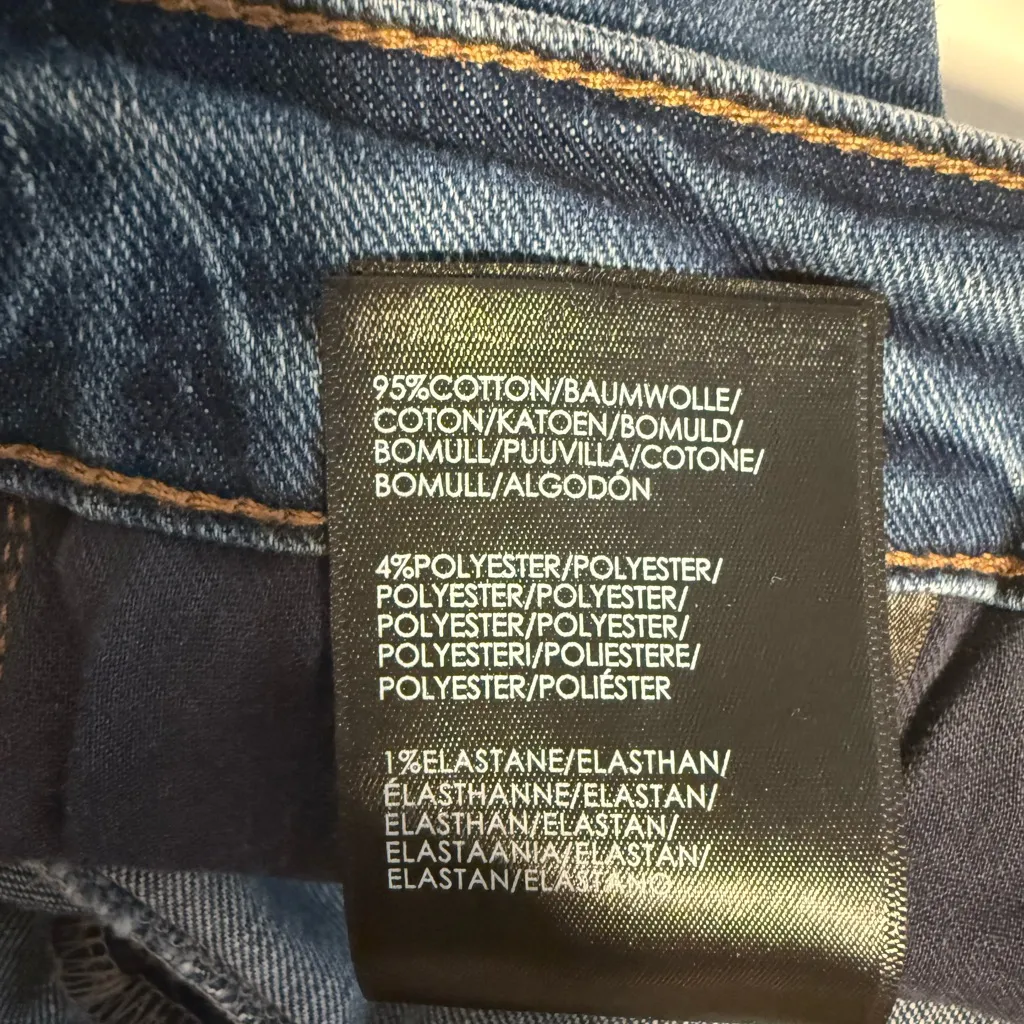 95%COTTON/BAUMWOLLE/
COTON/KATOEN/BOMULD/
BOMULL/PUUVILLA/COTONE/
BOMULL/ALGODÓN
4%POLYESTER/POLYESTER/
POLYESTER/POLYESTER/
POLYESTER/POLYESTER/
POLYESTERI/POLIESTERE/
POLYESTER/POLIÉSTER
1%ELASTANE/ELASTHAN/
ÉLASTHANNE/ELASTAN/
ELASTHAN/ELASTAN/
ELASTAANIA/ELASTAN/
ELASTAN/ELASTANO